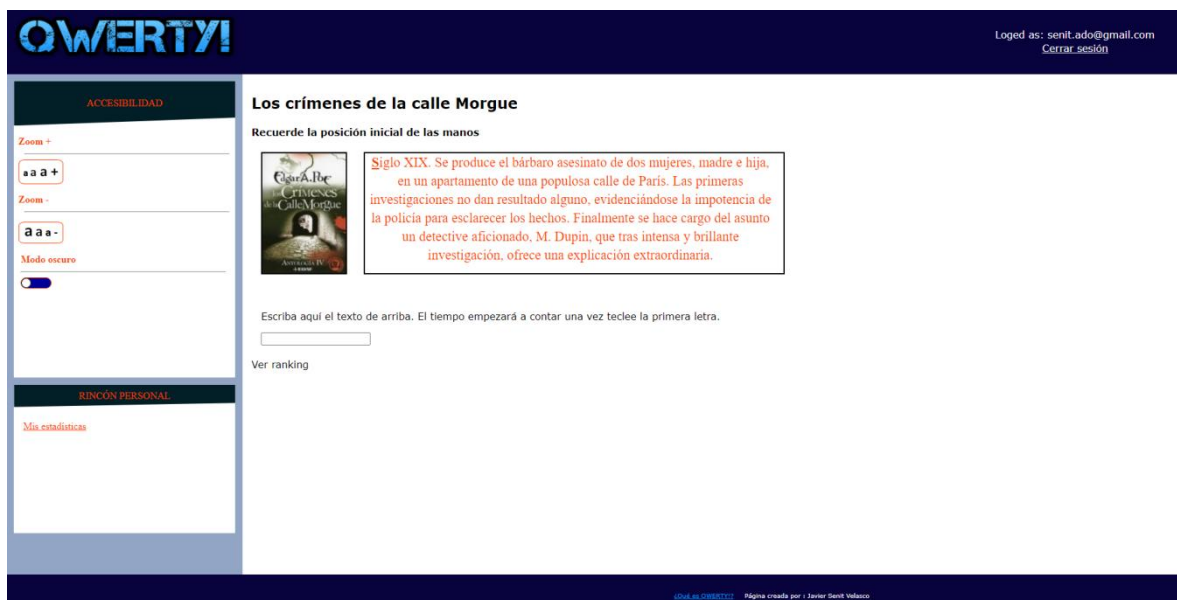 QWERTY!
Loged as: senit.ado@gmail.com
Cerrar sesión
ACCESIBILIDAD
Zoom +
a a a +
Zoom -
a a a -
Modo oscuro
RINCÓN PERSONAL
Mis estadísticas
Los crímenes de la calle Morgue
Recuerde la posición inicial de las manos
Edgar A. Poe
Crímenes
de la Calle Morgue
Antología IV
Siglo XIX. Se produce el bárbaro asesinato de dos mujeres, madre e hija,
en un apartamento de una populosa calle de París. Las primeras
investigaciones no dan resultado alguno, evidenciándose la impotencia de
la policía para esclarecer los hechos. Finalmente se hace cargo del asunto
un detective aficionado, M. Dupin, que tras intensa y brillante
investigación, ofrece una explicación extraordinaria.
Escriba aquí el texto de arriba. El tiempo empezará a contar una vez teclee la primera letra.
Ver ranking
¿Qué es QWERTY!? Página creada por : Javier Senit Velasco